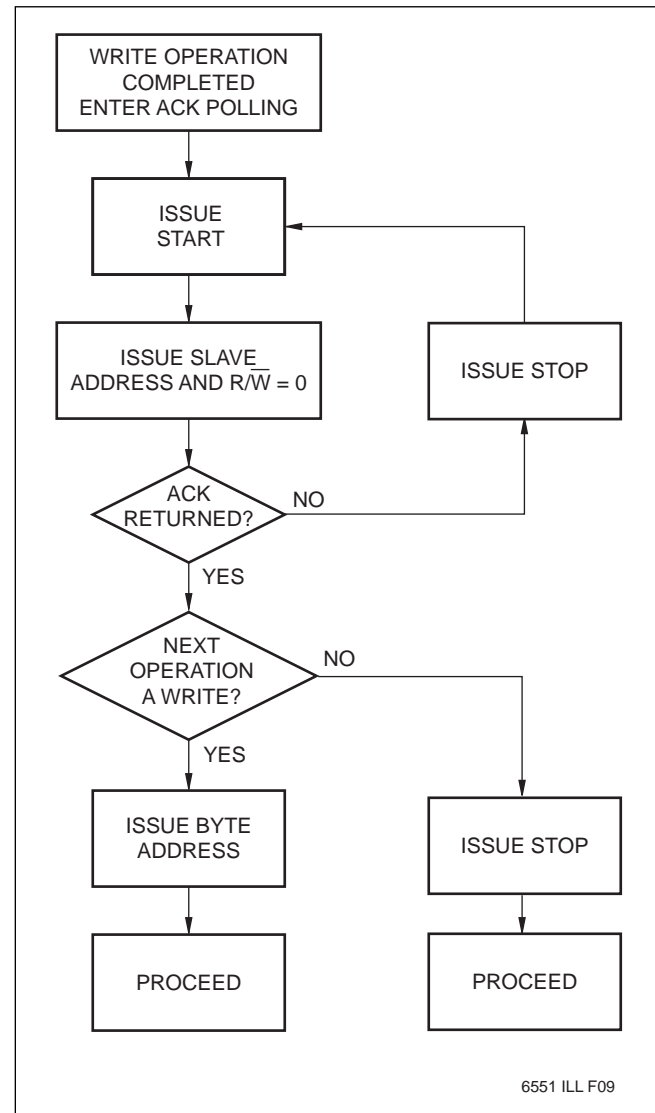 WRITE OPERATION
COMPLETED
ENTER ACK POLLING
ISSUE
START
ISSUE SLAVE
ADDRESS AND R/W̅ = 0
ISSUE STOP
ACK
RETURNED?
NO
YES
NEXT
OPERATION
A WRITE?
NO
YES
ISSUE BYTE
ADDRESS
ISSUE STOP
PROCEED
PROCEED
6551 ILL F09